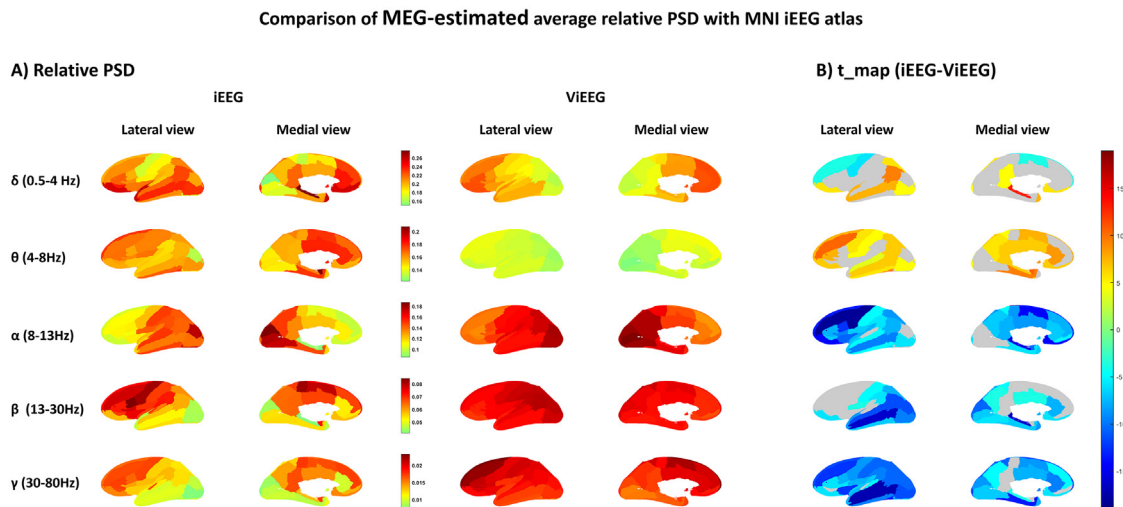 Comparison of MEG-estimated average relative PSD with MNI iEEG atlas
A) Relative PSD
B) t_map (iEEG-ViEEG)
iEEG
ViEEG
Lateral view
Medial view
Lateral view
Medial view
Lateral view
Medial view
δ (0.5-4 Hz)
0.26
0.24
0.22
0.20
0.18
0.16
θ (4-8Hz)
0.2
0.18
0.16
0.14
α (8-13Hz)
0.18
0.16
0.14
0.12
0.1
β (13-30Hz)
0.08
0.07
0.06
0.05
γ (30-80Hz)
0.02
0.01
15
10
5
0
-5
-10